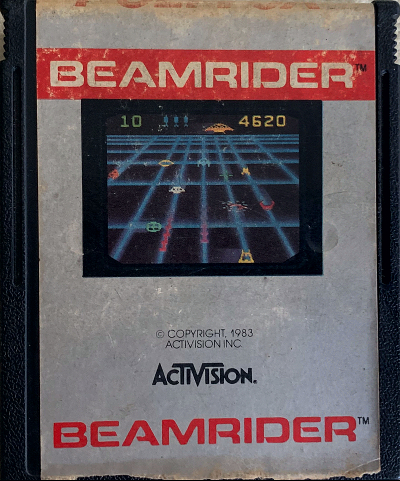 BEAMRIDER™
10 4620
© COPYRIGHT, 1983
ACTIVISION INC
ACTIVISION®
BEAMRIDER™